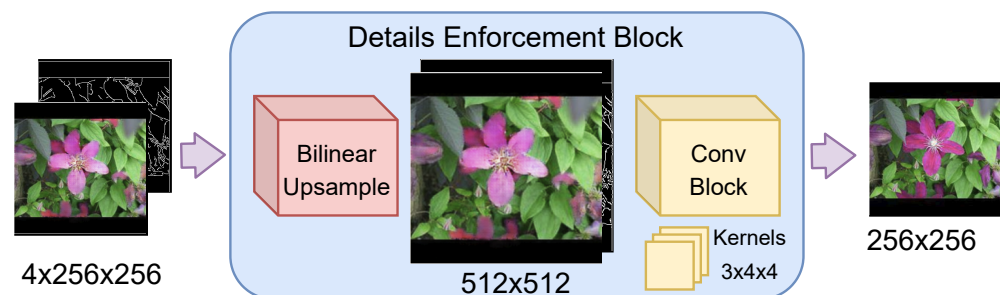 Details Enforcement Block
Bilinear
Upsample
Conv
Block
Kernels
3x4x4
4x256x256
512x512
256x256